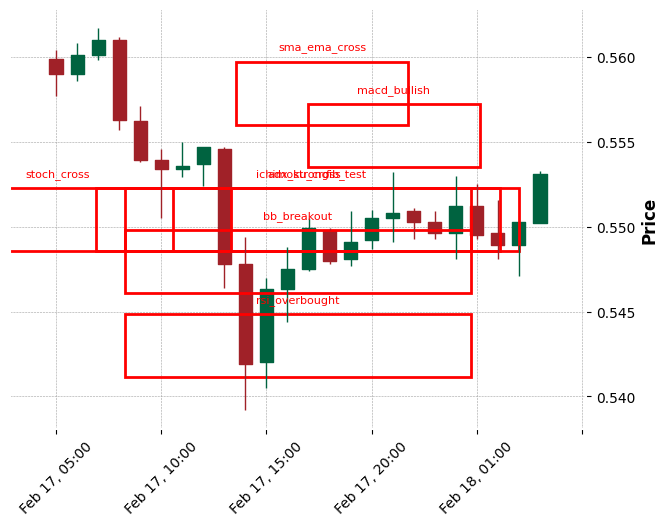 sma_ema_cross
0.560
macd_bullish
0.555
stoch_cross
bb_breakout
0.550
Price
rsi_overbought
0.545
0.540
Feb 17, 05:00
Feb 17, 10:00
Feb 17, 15:00
Feb 17, 20:00
Feb 18, 01:00